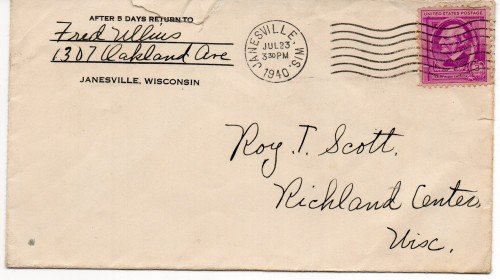 AFTER 5 DAYS RETURN TO
Fred
1307 Oakland Ave
JANESVILLE, WISCONSIN
JANESVILLE, WIS.
JUL 23
3:30 PM
1940
UNITED STATES POSTAGE
Roy T. Scott.
Richland Center,
Wisc.